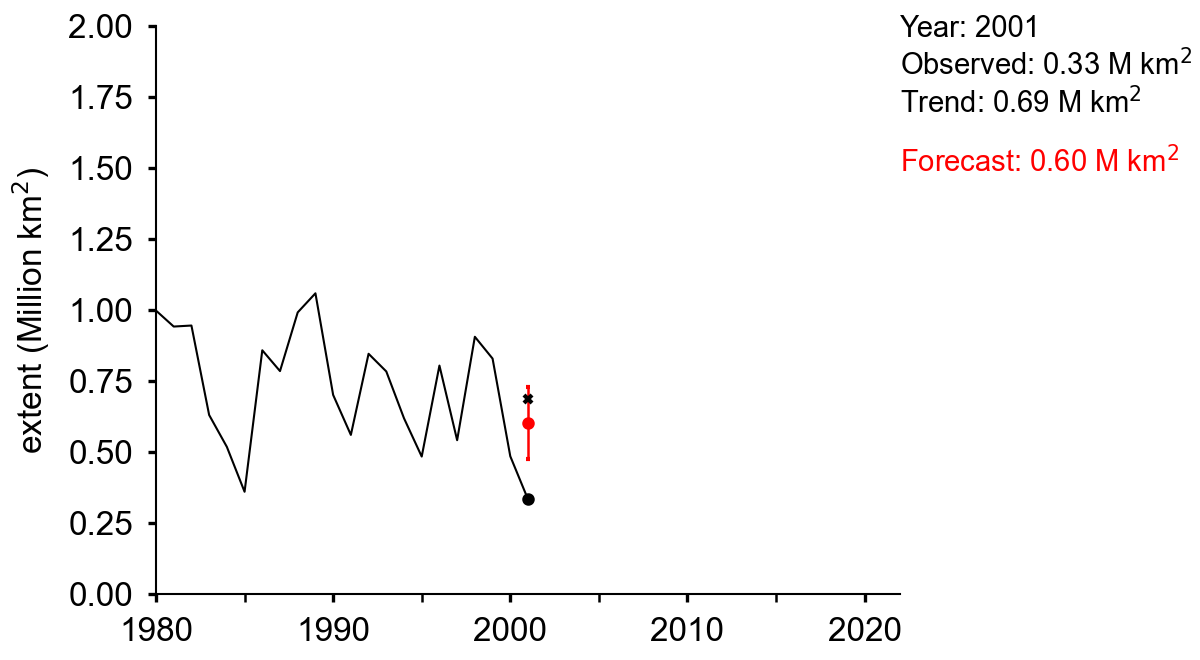 2.00
1.75
1.50
1.25
1.00
0.75
0.50
0.25
0.00
extent (Million km²)
1980 1990 2000 2010 2020
Year: 2001
Observed: 0.33 M km²
Trend: 0.69 M km²
Forecast: 0.60 M km²